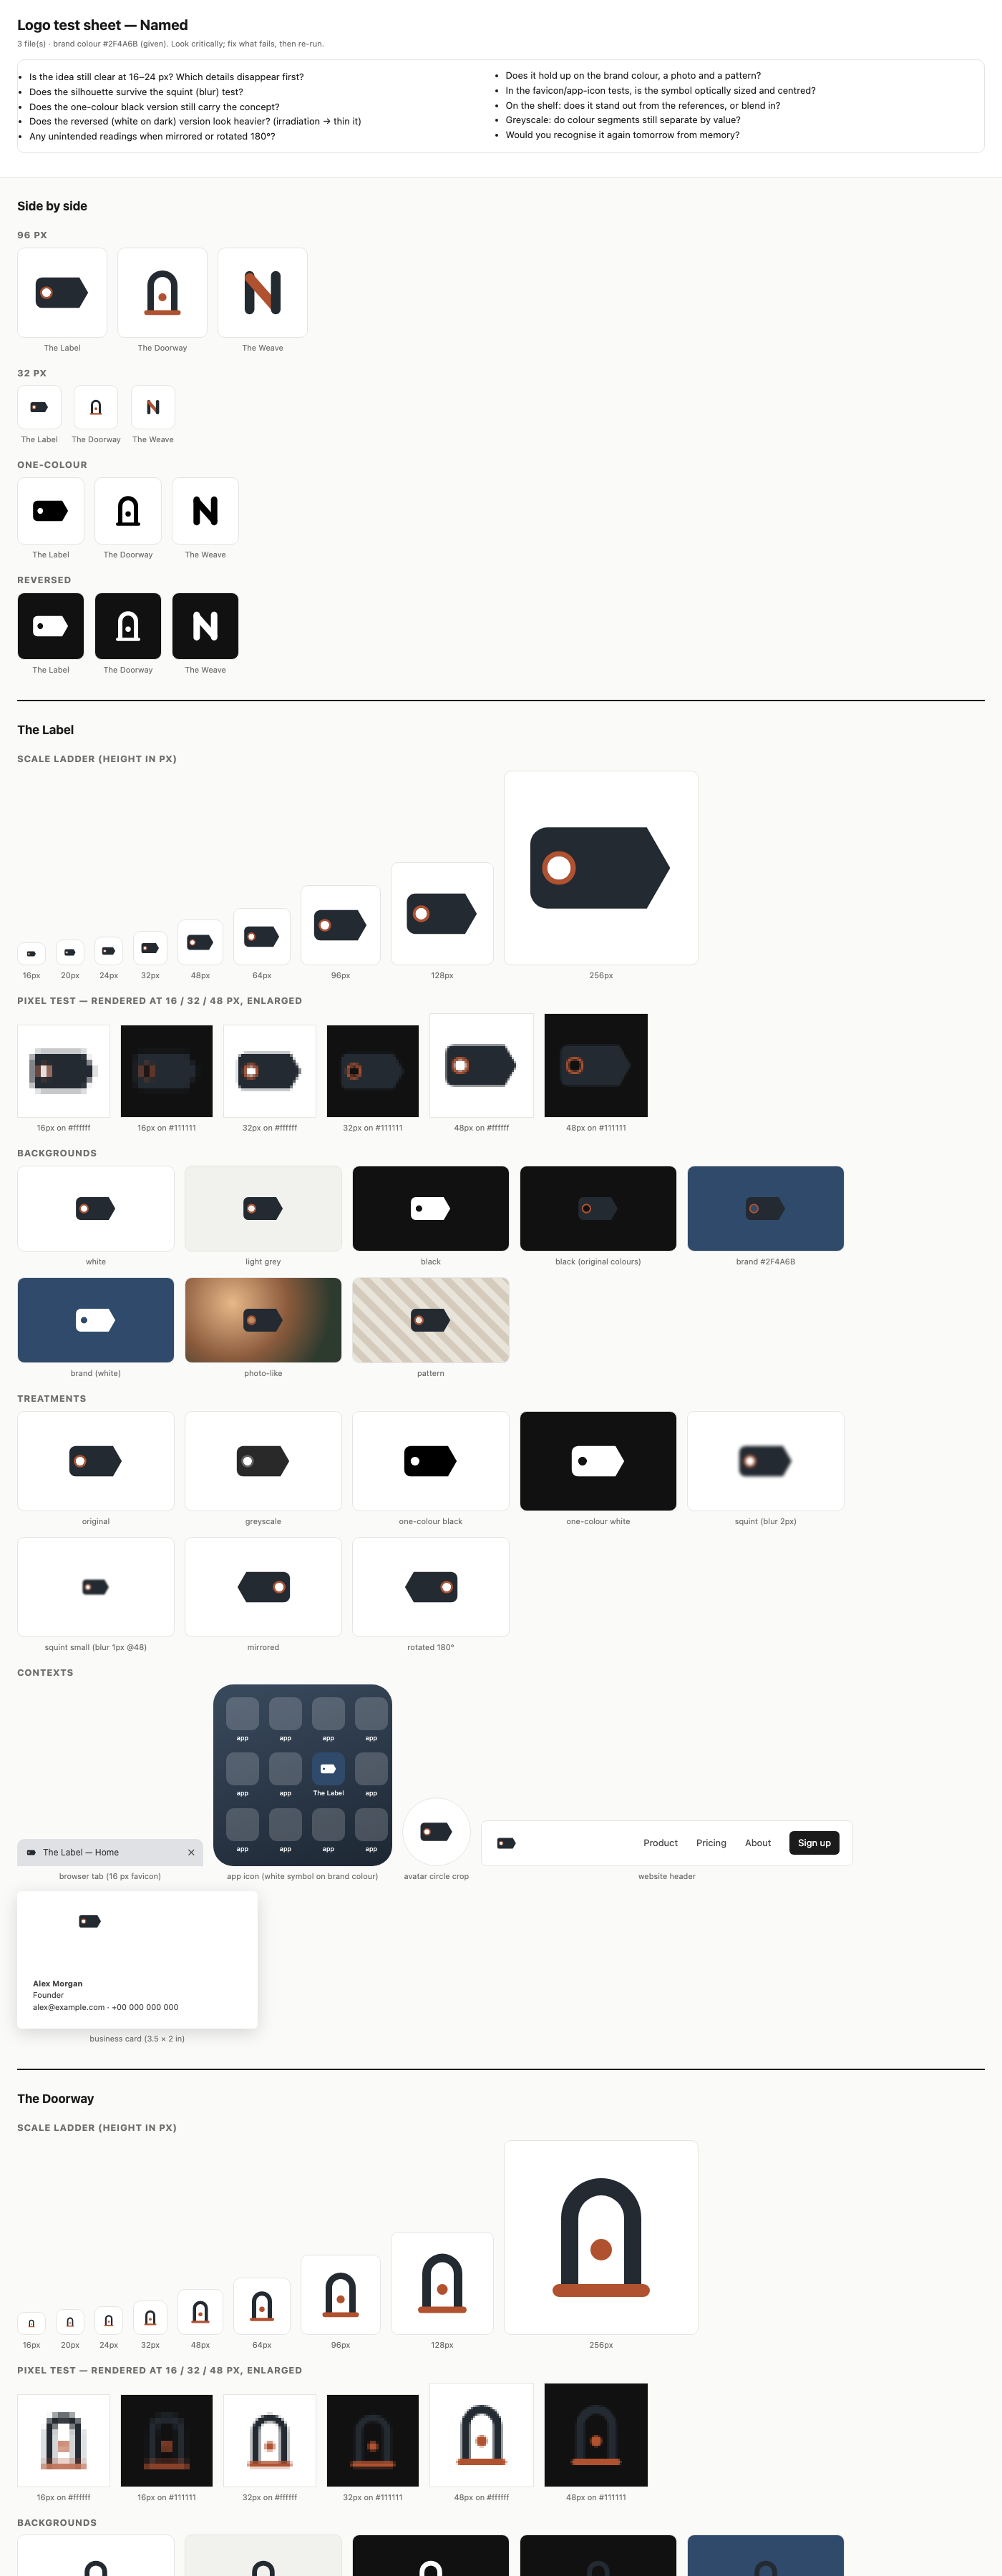 Logo test sheet — Named
3 file(s) · brand colour #2F4A6B (given). Look critically; fix what fails, then re-run.
• Is the idea still clear at 16–24 px? Which details disappear first?
• Does the silhouette survive the squint (blur) test?
• Does the one-colour black version still carry the concept?
• Does the reversed (white on dark) version look heavier? (irradiation → thin it)
• Any unintended readings when mirrored or rotated 180°?
• Does it hold up on the brand colour, a photo and a pattern?
• In the favicon/app-icon tests, is the symbol optically sized and centred?
• On the shelf: does it stand out from the references, or blend in?
• Greyscale: do colour segments still separate by value?
• Would you recognise it again tomorrow from memory?
Side by side
96 PX
The Label The Doorway The Weave
32 PX
The Label The Doorway The Weave
ONE-COLOUR
The Label The Doorway The Weave
REVERSED
The Label The Doorway The Weave
The Label
SCALE LADDER (HEIGHT IN PX)
16px 20px 24px 32px 48px 64px 96px 128px 256px
PIXEL TEST — RENDERED AT 16 / 32 / 48 PX, ENLARGED
16px on #ffffff 16px on #111111 32px on #ffffff 32px on #111111 48px on #ffffff 48px on #111111
BACKGROUNDS
white light grey black black (original colours) brand #2F4A6B
brand (white) photo-like pattern
TREATMENTS
original greyscale one-colour black one-colour white squint (blur 2px)
squint small (blur 1px @48) mirrored rotated 180°
CONTEXTS
app app app app
app app The Label app
app app app app
The Label — Home ×
Product Pricing About Sign up
browser tab (16 px favicon) app icon (white symbol on brand colour) avatar circle crop website header
Alex Morgan
Founder
alex@example.com · +00 000 000 000
business card (3.5 × 2 in)
The Doorway
SCALE LADDER (HEIGHT IN PX)
16px 20px 24px 32px 48px 64px 96px 128px 256px
PIXEL TEST — RENDERED AT 16 / 32 / 48 PX, ENLARGED
16px on #ffffff 16px on #111111 32px on #ffffff 32px on #111111 48px on #ffffff 48px on #111111
BACKGROUNDS